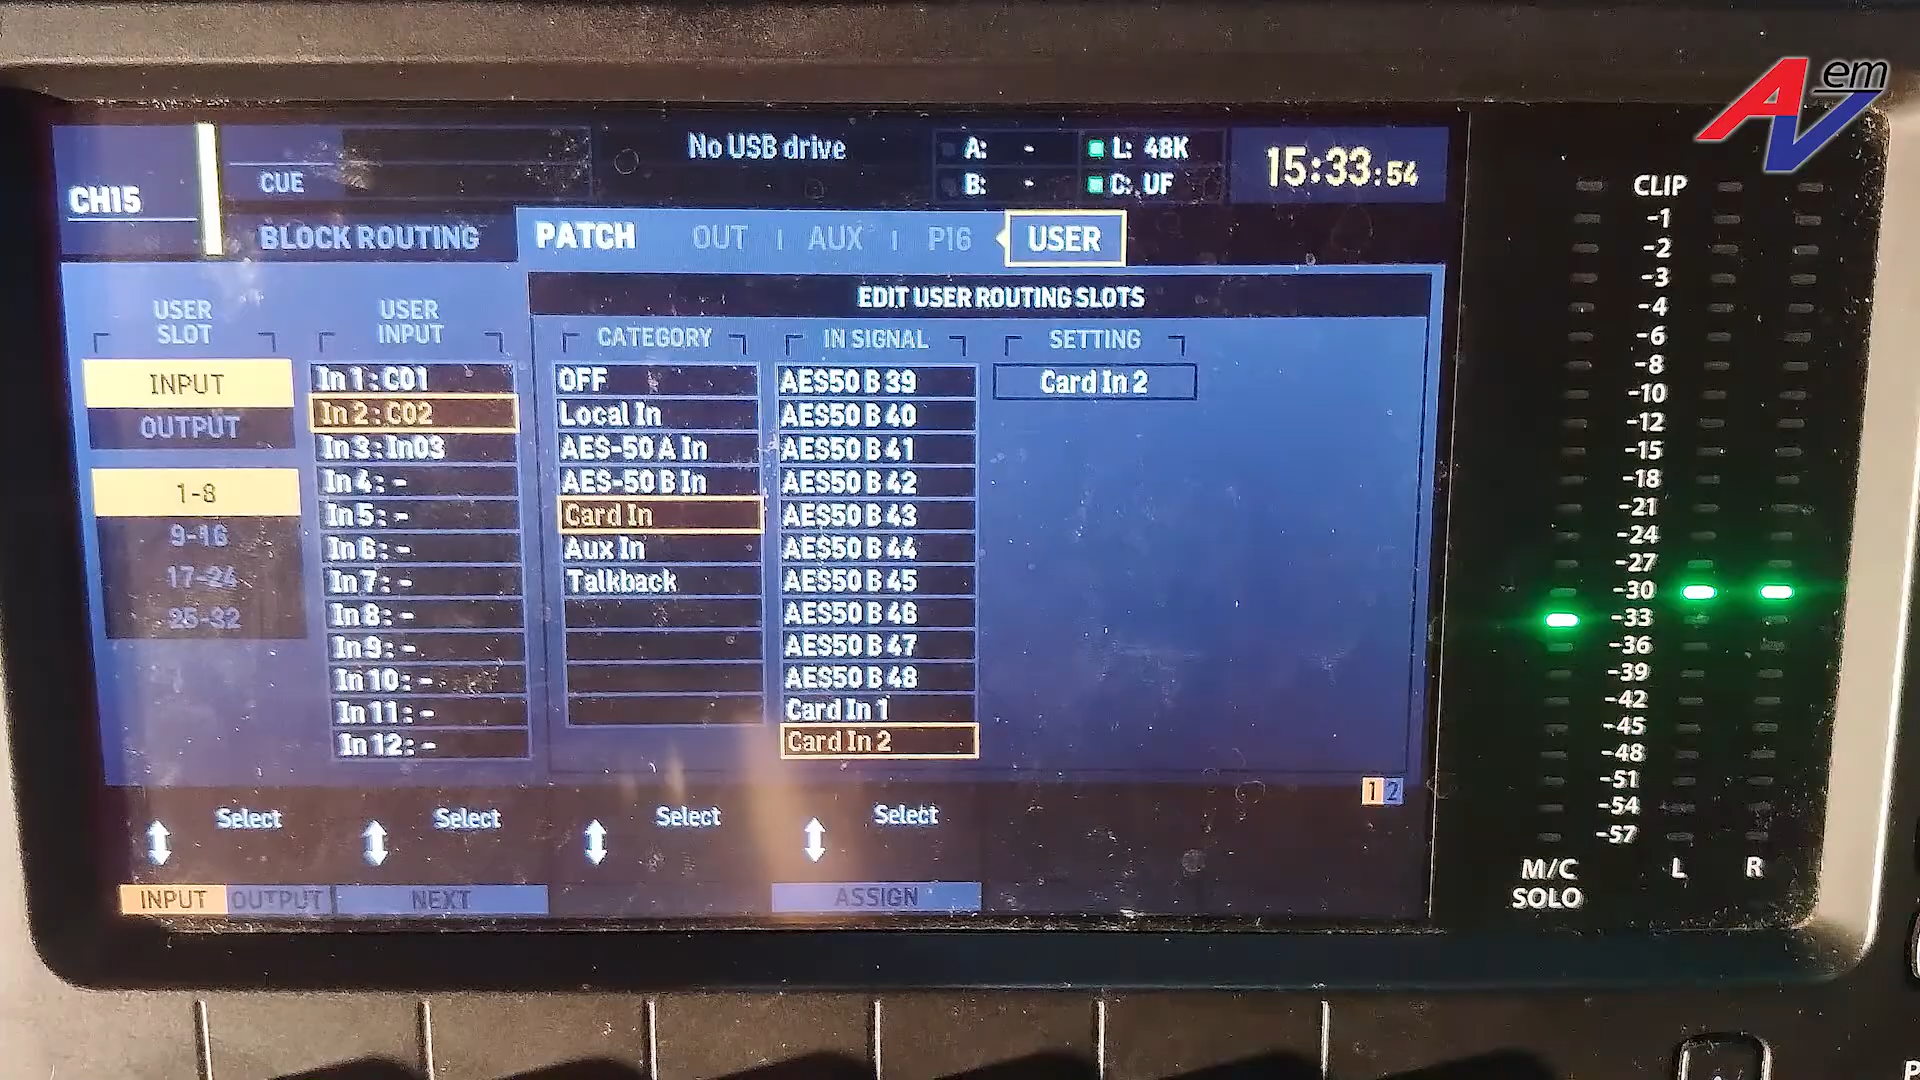 AV em
No USB drive
A: -
L: 48K
B: -
C: UF
15:33:54
CH15
CUE
BLOCK ROUTING
PATCH
OUT | AUX | P16
USER
EDIT USER ROUTING SLOTS
USER SLOT
INPUT
OUTPUT
1-8
9-16
17-24
25-32
USER INPUT
In 1 : C01
In 2 : C02
In 3 : In03
In 4 : -
In 5 : -
In 6 : -
In 7 : -
In 8 : -
In 9 : -
In 10 : -
In 11 : -
In 12 : -
CATEGORY
OFF
Local In
AES-50 A In
AES-50 B In
Card In
Aux In
Talkback
IN SIGNAL
AES50 B 39
AES50 B 40
AES50 B 41
AES50 B 42
AES50 B 43
AES50 B 44
AES50 B 45
AES50 B 46
AES50 B 47
AES50 B 48
Card In 1
Card In 2
SETTING
Card In 2
1 2
Select
Select
Select
Select
INPUT OUTPUT
NEXT
ASSIGN
CLIP
-1
-2
-3
-4
-6
-8
-10
-12
-15
-18
-21
-24
-27
-30
-33
-36
-39
-42
-45
-48
-51
-54
-57
M/C SOLO
L
R